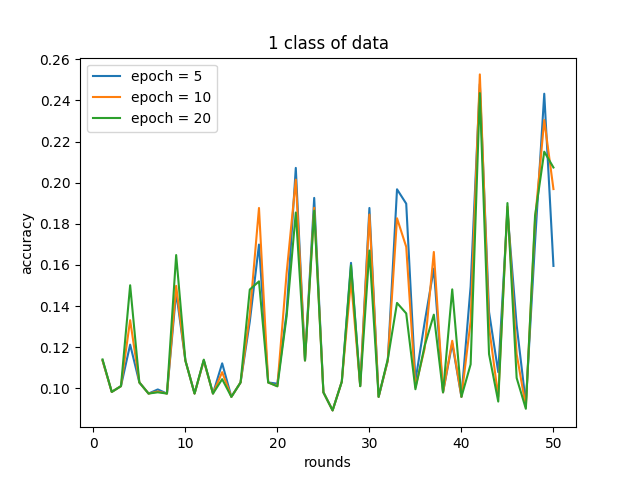 1 class of data
epoch = 5
epoch = 10
epoch = 20
accuracy
0.26
0.24
0.22
0.20
0.18
0.16
0.14
0.12
0.10
0 10 20 30 40 50
rounds